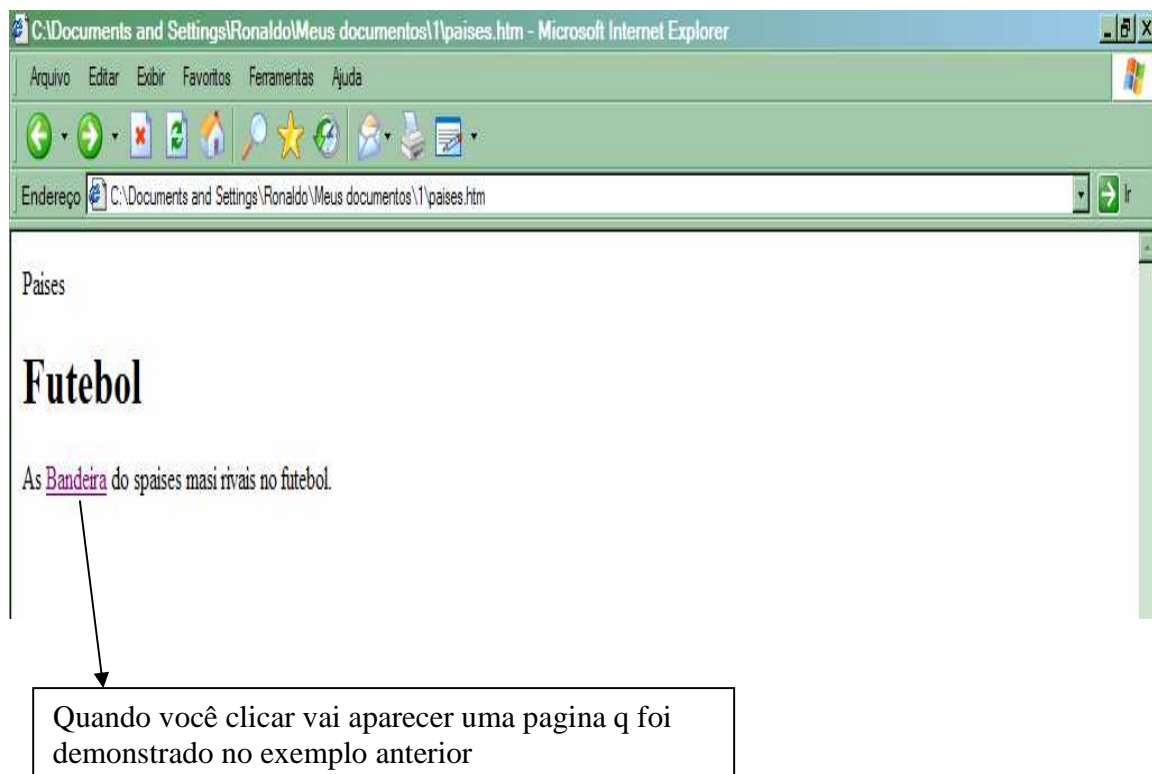 C:\Documents and Settings\Ronaldo\Meus documentos\1\paises.htm - Microsoft Internet Explorer
Arquivo Editar Exibir Favoritos Ferramentas Ajuda
Endereço C:\Documents and Settings\Ronaldo\Meus documentos\1\paises.htm Ir
Paises
Futebol
As Bandeira do spaises masi rivais no futebol.
Quando você clicar vai aparecer uma pagina q foi
demonstrado no exemplo anterior